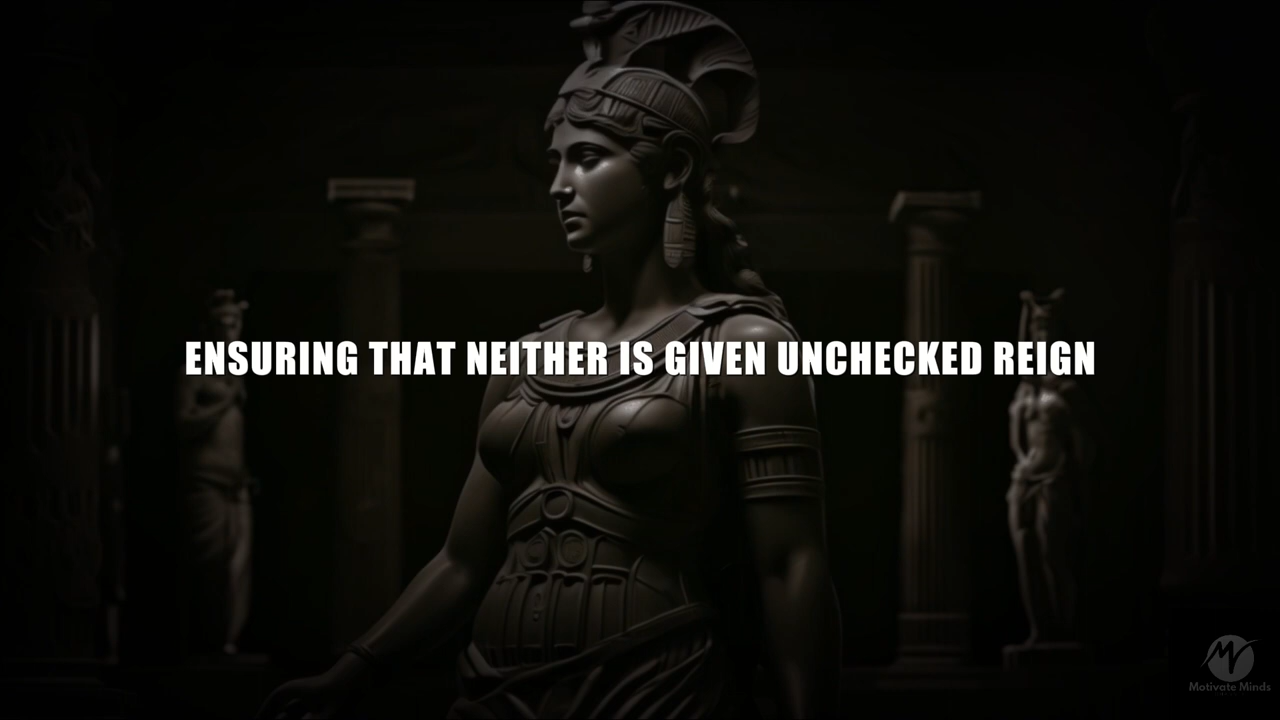 ENSURING THAT NEITHER IS GIVEN UNCHECKED REIGN
Motivate Minds